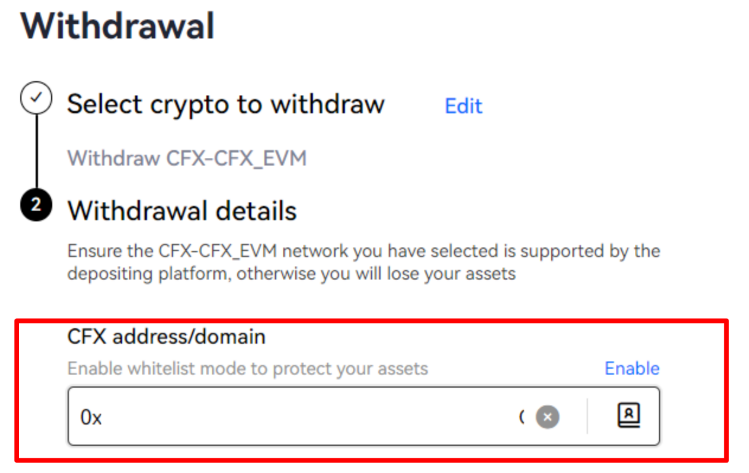 Withdrawal
Select crypto to withdraw Edit
Withdraw CFX-CFX_EVM
2 Withdrawal details
Ensure the CFX-CFX_EVM network you have selected is supported by the
depositing platform, otherwise you will lose your assets
CFX address/domain
Enable whitelist mode to protect your assets Enable
0x